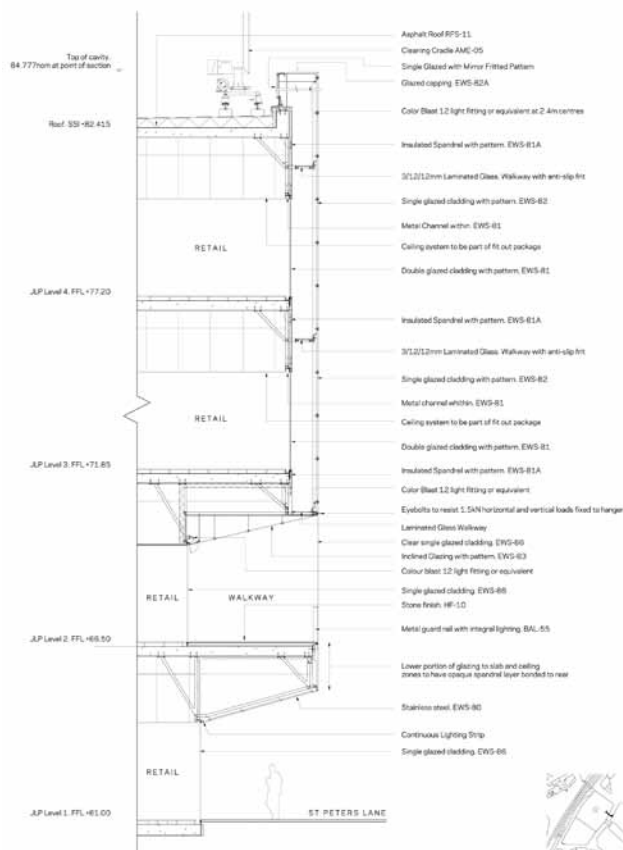 Top of cavity.
84.777nom at point of section
Roof. SSl +82.415
JLP Level 4. FFL +77.20
JLP Level 3. FFL +71.85
JLP Level 2. FFL +66.50
JLP Level 1. FFL +61.00
RETAIL
RETAIL
RETAIL
WALKWAY
RETAIL
ST PETERS LANE
Asphalt Roof RFS-11
Cleaning Cradle AME-05
Single Glazed with Mirror Fritted Pattern
Glazed capping. EWS-82A
Color Blast 12 light fitting or equivalent at 2.4m centres
Insulated Spandrel with pattern. EWS-81A
3/12/12mm Laminated Glass. Walkway with anti-slip frit
Single glazed cladding with pattern. EWS-82
Metal Channel within. EWS-81
Ceiling system to be part of fit out package
Double glazed cladding with pattern. EWS-81
Insulated Spandrel with pattern. EWS-81A
3/12/12mm Laminated Glass. Walkway with anti-slip frit
Single glazed cladding with pattern. EWS-82
Metal channel whithin. EWS-81
Ceiling system to be part of fit out package
Double glazed cladding with pattern. EWS-81
Insulated Spandrel with pattern. EWS-81A
Color Blast 12 light fitting or equivalent
Eyebolts to resist 1.5kN horizontal and vertical loads fixed to hanger
Laminated Glass Walkway
Clear single glazed cladding. EWS-86
Inclined Glazing with pattern. EWS-83
Colour blast 12 light fitting or equivalent
Single glazed cladding. EWS-86
Stone finish. HF-10
Metal guard rail with integral lighting. BAL-55
Lower portion of glazing to slab and ceiling
zones to have opaque spandrel layer bonded to rear
Stainless steel. EWS-80
Continuous Lighting Strip
Single glazed cladding. EWS-86